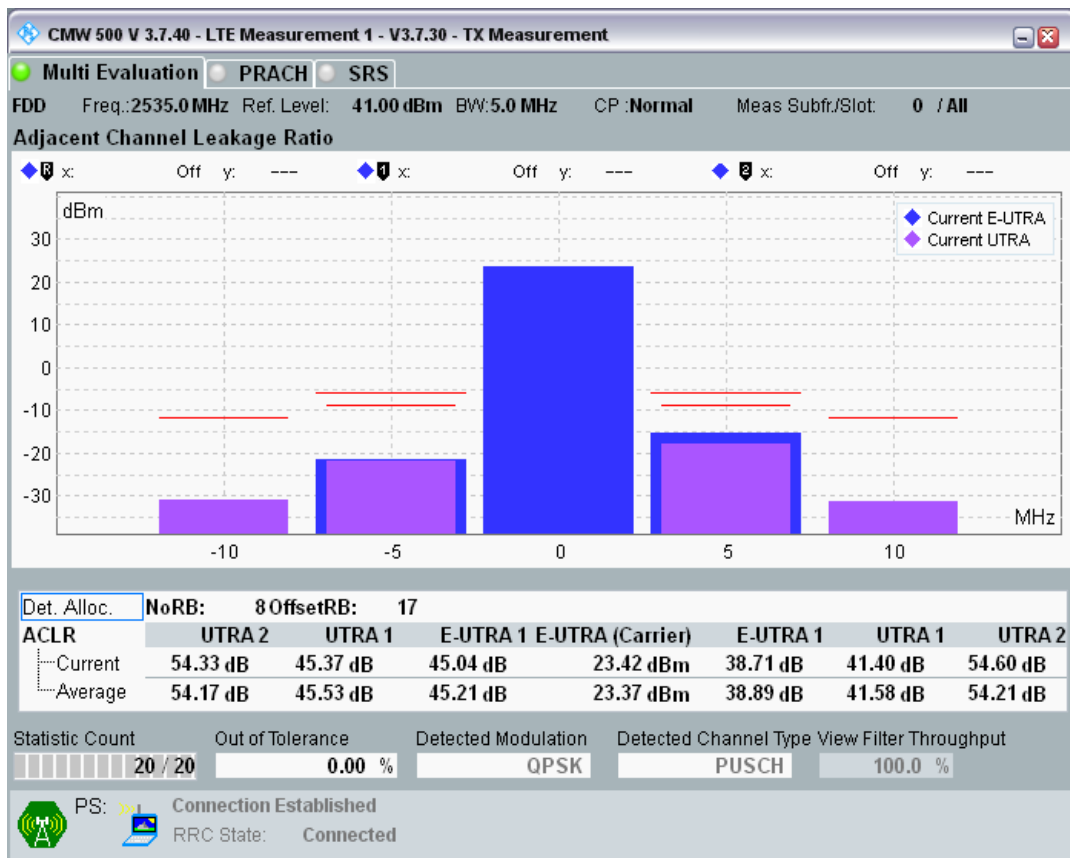 CMW 500 V 3.7.40 - LTE Measurement 1 - V3.7.30 - TX Measurement
Multi Evaluation PRACH SRS
FDD Freq.:2535.0 MHz Ref. Level: 41.00 dBm BW:5.0 MHz CP :Normal Meas Subfr./Slot: 0 / All
Adjacent Channel Leakage Ratio
R x: Off y: --- 1 x: Off y: --- 2 x: Off y: ---
dBm
Current E-UTRA
Current UTRA
30
20
10
0
-10
-20
-30
MHz
-10 -5 0 5 10
Det. Alloc. NoRB: 8 OffsetRB: 17
ACLR UTRA 2 UTRA 1 E-UTRA 1 E-UTRA (Carrier) E-UTRA 1 UTRA 1 UTRA 2
Current 54.33 dB 45.37 dB 45.04 dB 23.42 dBm 38.71 dB 41.40 dB 54.60 dB
Average 54.17 dB 45.53 dB 45.21 dB 23.37 dBm 38.89 dB 41.58 dB 54.21 dB
Statistic Count Out of Tolerance Detected Modulation Detected Channel Type View Filter Throughput
20 / 20 0.00 % QPSK PUSCH 100.0 %
PS: Connection Established
RRC State: Connected